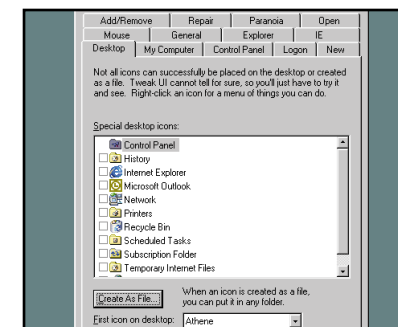 Add/Remove Repair Paranoia Open
Mouse General Explorer IE
Desktop My Computer Control Panel Logon New
Not all icons can successfully be placed on the desktop or created
as a file. Tweak UI cannot tell for sure, so you'll just have to try it
and see. Right-click an icon for a menu of things you can do.
Special desktop icons:
Control Panel
History
Internet Explorer
Microsoft Outlook
Network
Printers
Recycle Bin
Scheduled Tasks
Subscription Folder
Temporary Internet Files
Create As File...
When an icon is created as a file,
you can put it in any folder.
First icon on desktop: Athene